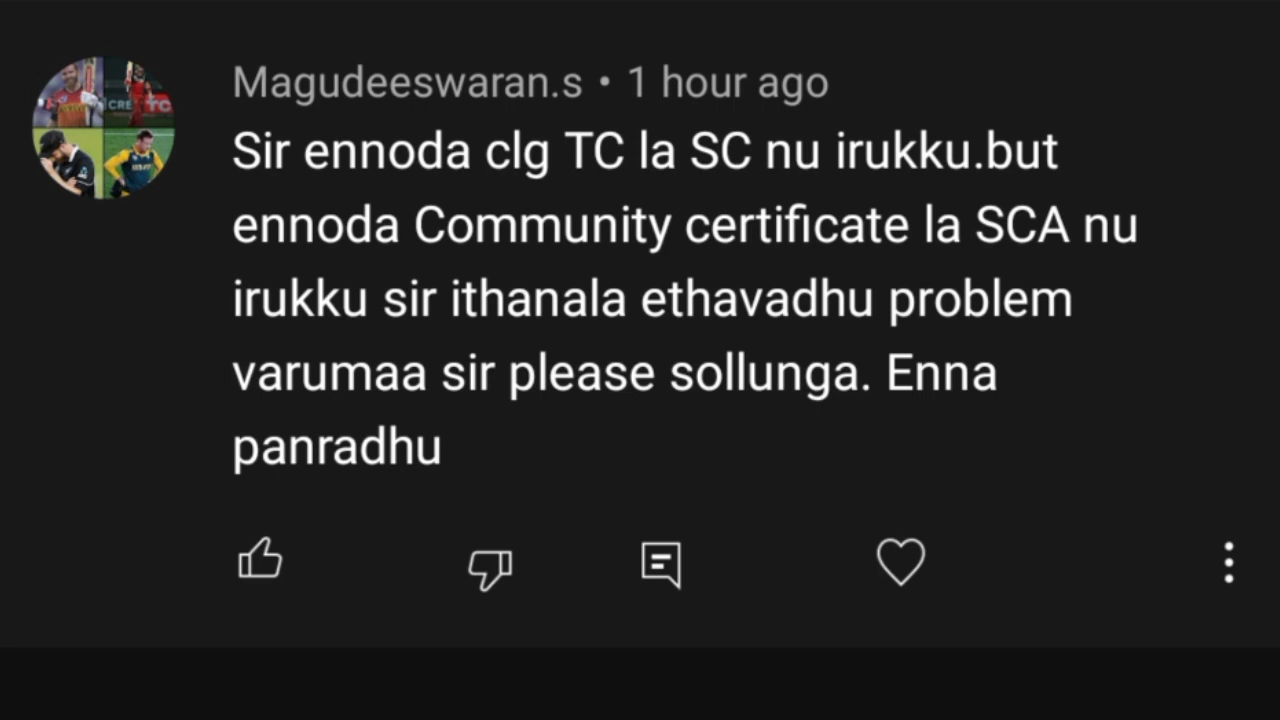 Magudeeswaran.s • 1 hour ago
Sir ennoda clg TC la SC nu irukku.but
ennoda Community certificate la SCA nu
irukku sir ithanala ethavadhu problem
varumaa sir please sollunga. Enna
panradhu